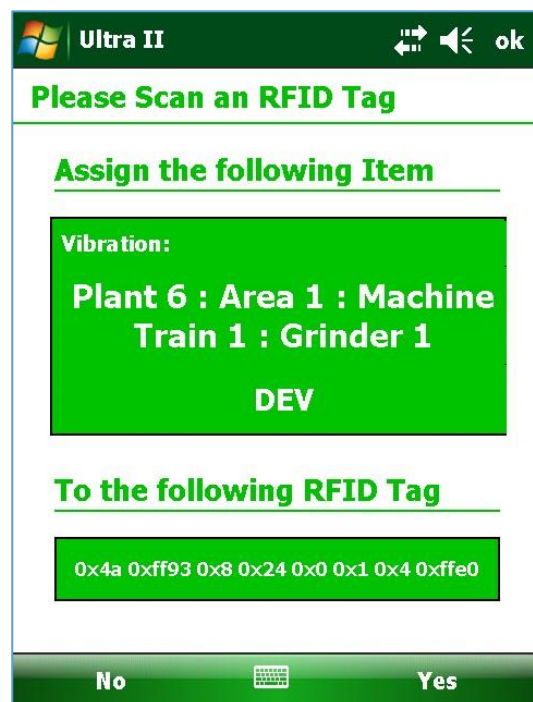 Ultra II
ok
Please Scan an RFID Tag
Assign the following Item
Vibration:
Plant 6 : Area 1 : Machine
Train 1 : Grinder 1
DEV
To the following RFID Tag
0x4a 0xff93 0x8 0x24 0x0 0x1 0x4 0xffe0
No
Yes